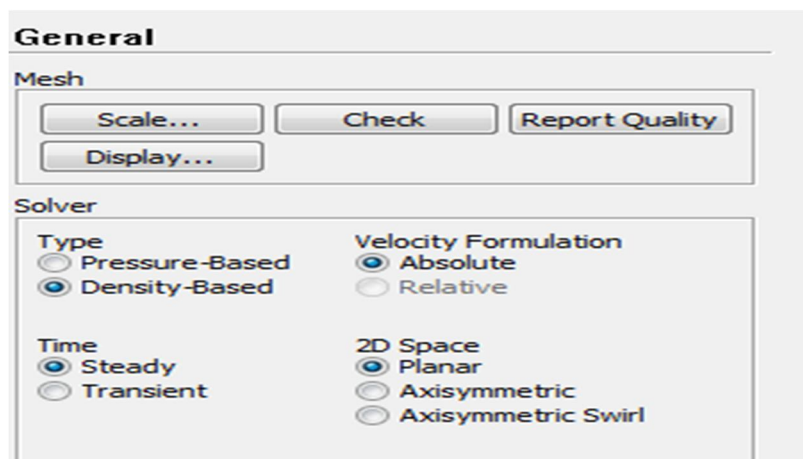 General
Mesh
Scale... Check Report Quality
Display...
Solver
Type
Pressure-Based
Density-Based
Velocity Formulation
Absolute
Relative
Time
Steady
Transient
2D Space
Planar
Axisymmetric
Axisymmetric Swirl